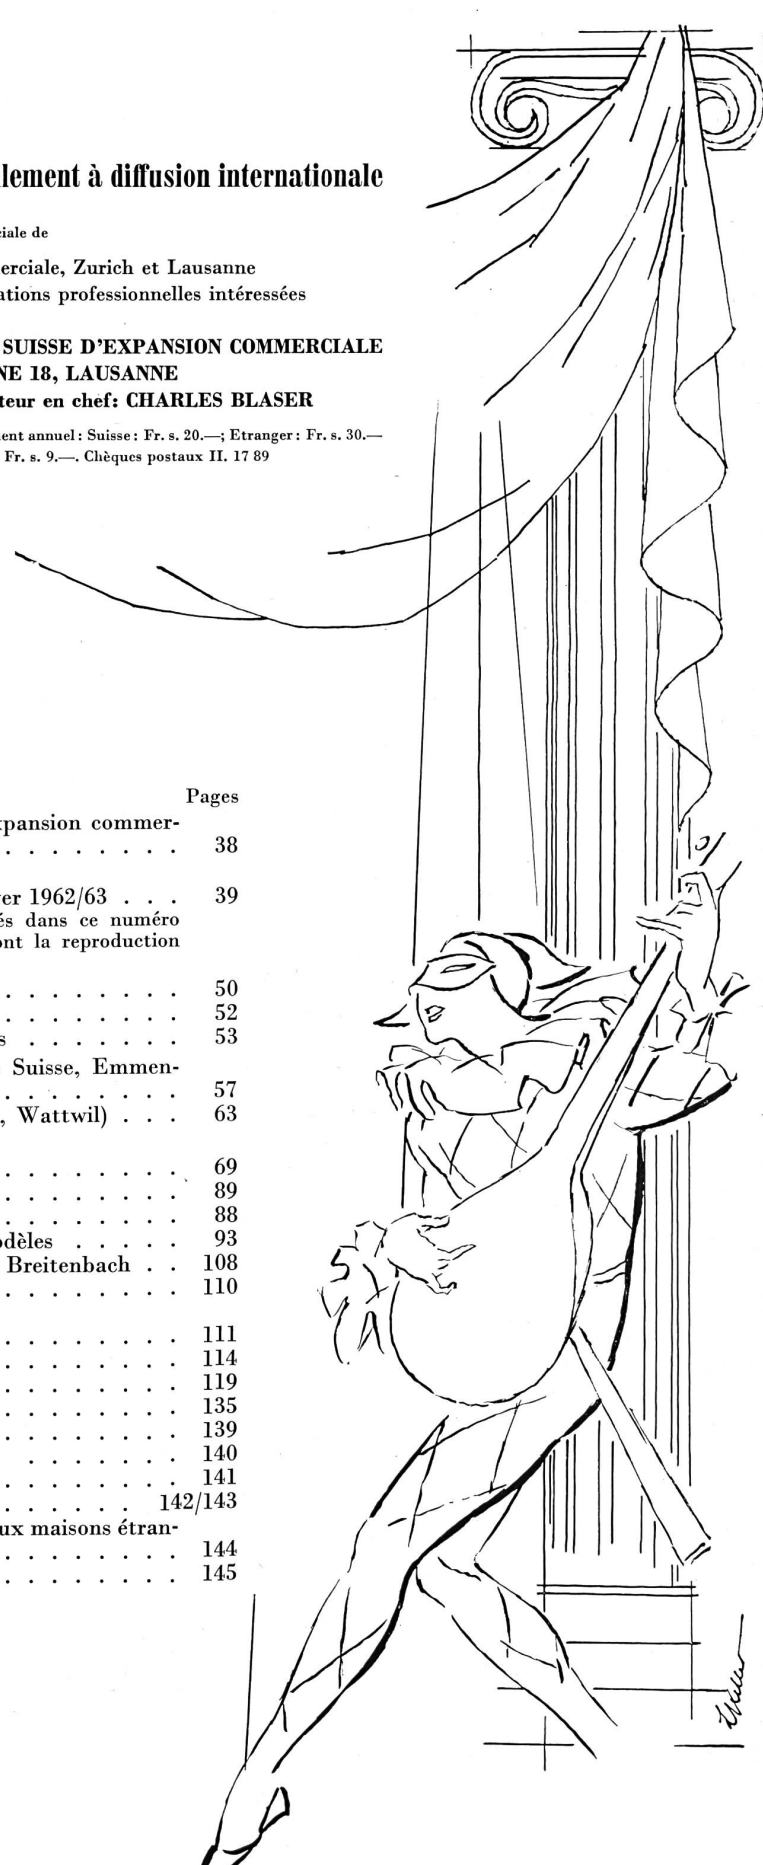 lement à diffusion internationale
ciale de
erciale, Zurich et Lausanne
ations professionnelles intéressées
SUISSE D'EXPANSION COMMERCIALE
NE 18, LAUSANNE
teur en chef: CHARLES BLASER
ent annuel: Suisse: Fr. s. 20.—; Etranger: Fr. s. 30.—
Fr. s. 9.—. Chèques postaux II. 17 89
Pages
xpansion commer-
. . . . . . . . 38
er 1962/63 . . . 39
és dans ce numéro
ont la reproduction
. . . . . . . . 50
. . . . . . . . 52
s . . . . . . . 53
Suisse, Emmen-
. . . . . . . . 57
, Wattwil) . . . 63
. . . . . . . . 69
. . . . . . . . 89
. . . . . . . . 88
odèles . . . . . 93
Breitenbach . . 108
. . . . . . . . 110
. . . . . . . . 111
. . . . . . . . 114
. . . . . . . . 119
. . . . . . . . 135
. . . . . . . . 139
. . . . . . . 140
. . . . . . . . 141
. . . . . . 142/143
ux maisons étran-
. . . . . . . . 144
. . . . . . . . 145